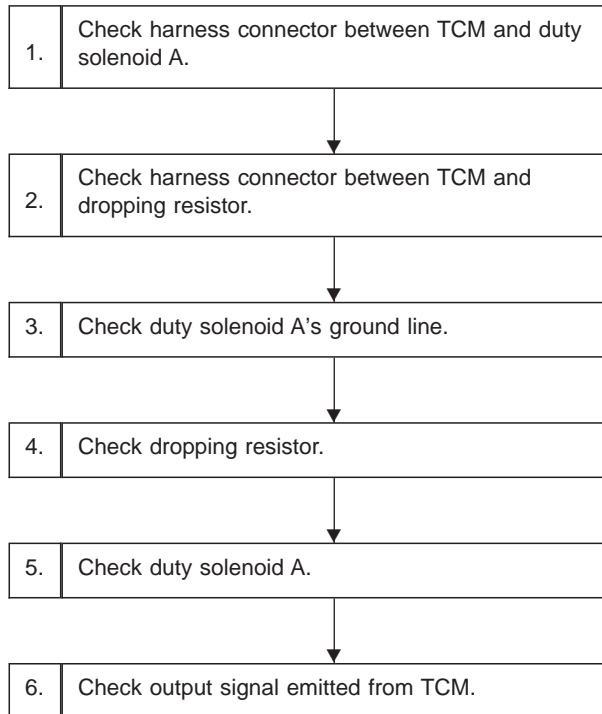 1. Check harness connector between TCM and duty
solenoid A.
2. Check harness connector between TCM and
dropping resistor.
3. Check duty solenoid A’s ground line.
4. Check dropping resistor.
5. Check duty solenoid A.
6. Check output signal emitted from TCM.